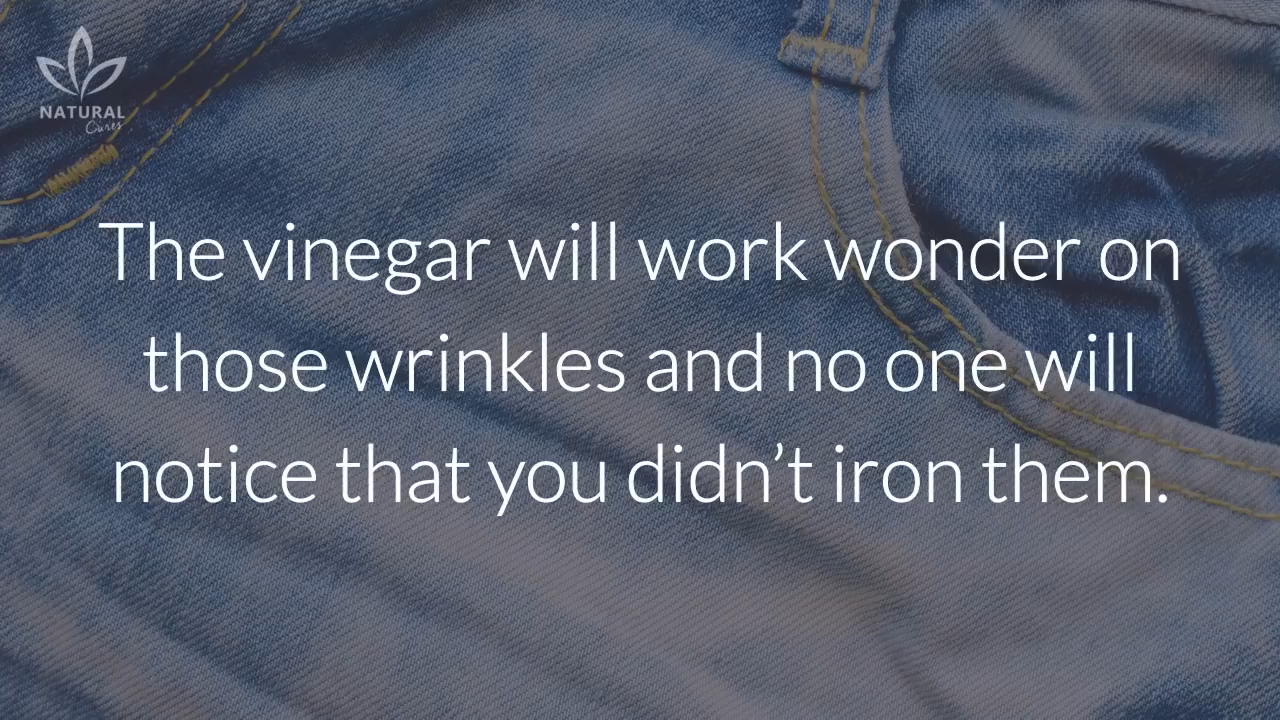 NATURAL
Cures
The vinegar will work wonder on
those wrinkles and no one will
notice that you didn’t iron them.